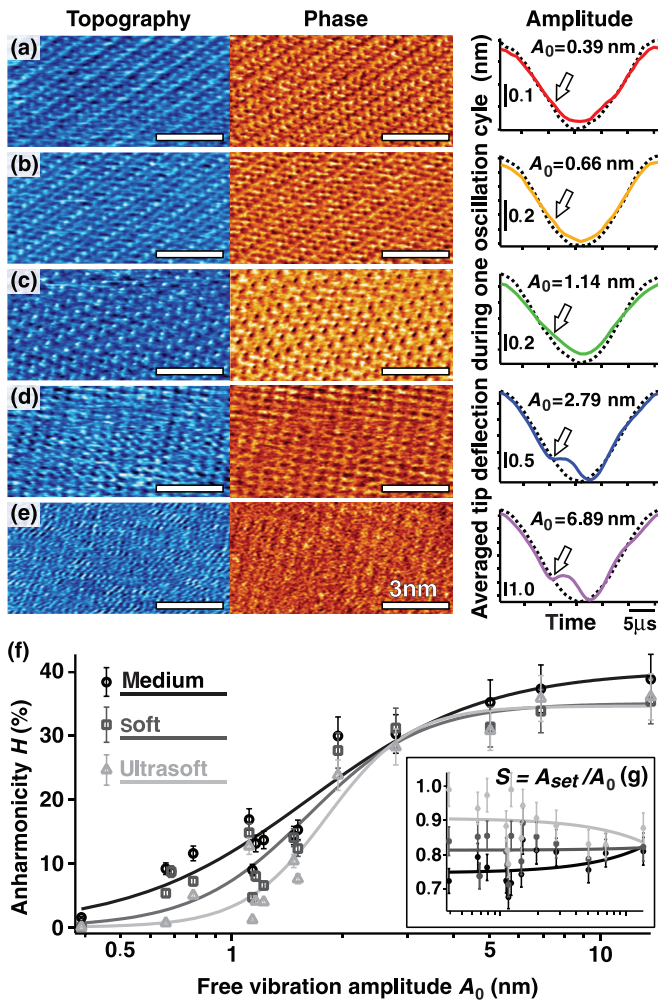 Topography Phase Amplitude
(a)
A0=0.39 nm
0.1
(b)
A0=0.66 nm
0.2
(c)
A0=1.14 nm
0.2
(d)
A0=2.79 nm
0.5
(e)
3nm
A0=6.89 nm
1.0
Averaged tip deflection during one oscillation cyle (nm)
Time 5μs
(f)
Medium
Soft
Ultrasoft
Anharmonicity H (%)
40
30
20
10
0
S = Aset/A0 (g)
1.0
0.9
0.8
0.7
0.5 1 5 10
Free vibration amplitude A0 (nm)